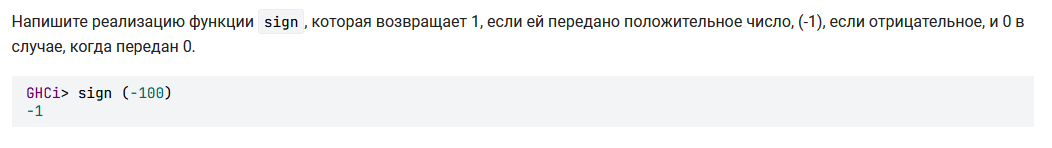 Напишите реализацию функции sign, которая возвращает 1, если ей передано положительное число, (-1), если отрицательное, и 0 в
случае, когда передан 0.
GHCi> sign (-100)
-1